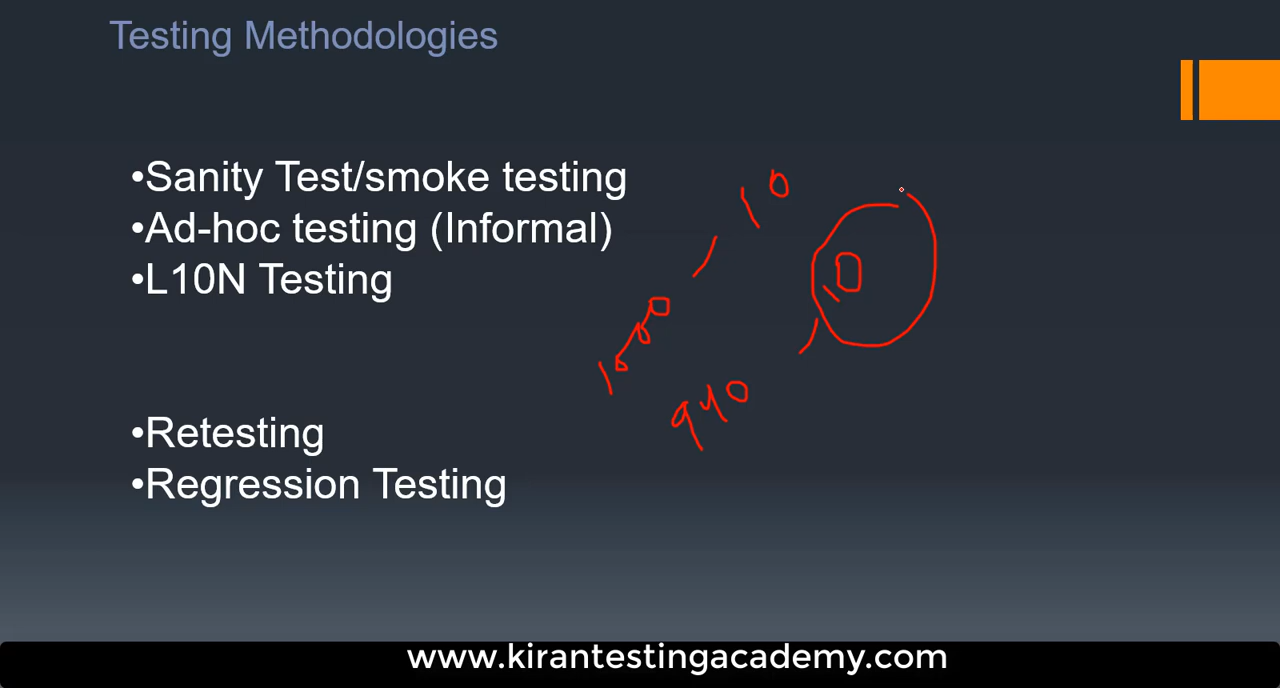 Testing Methodologies
•Sanity Test/smoke testing
•Ad-hoc testing (Informal)
•L10N Testing
10
1000
10
940
•Retesting
•Regression Testing
www.kirantestingacademy.com